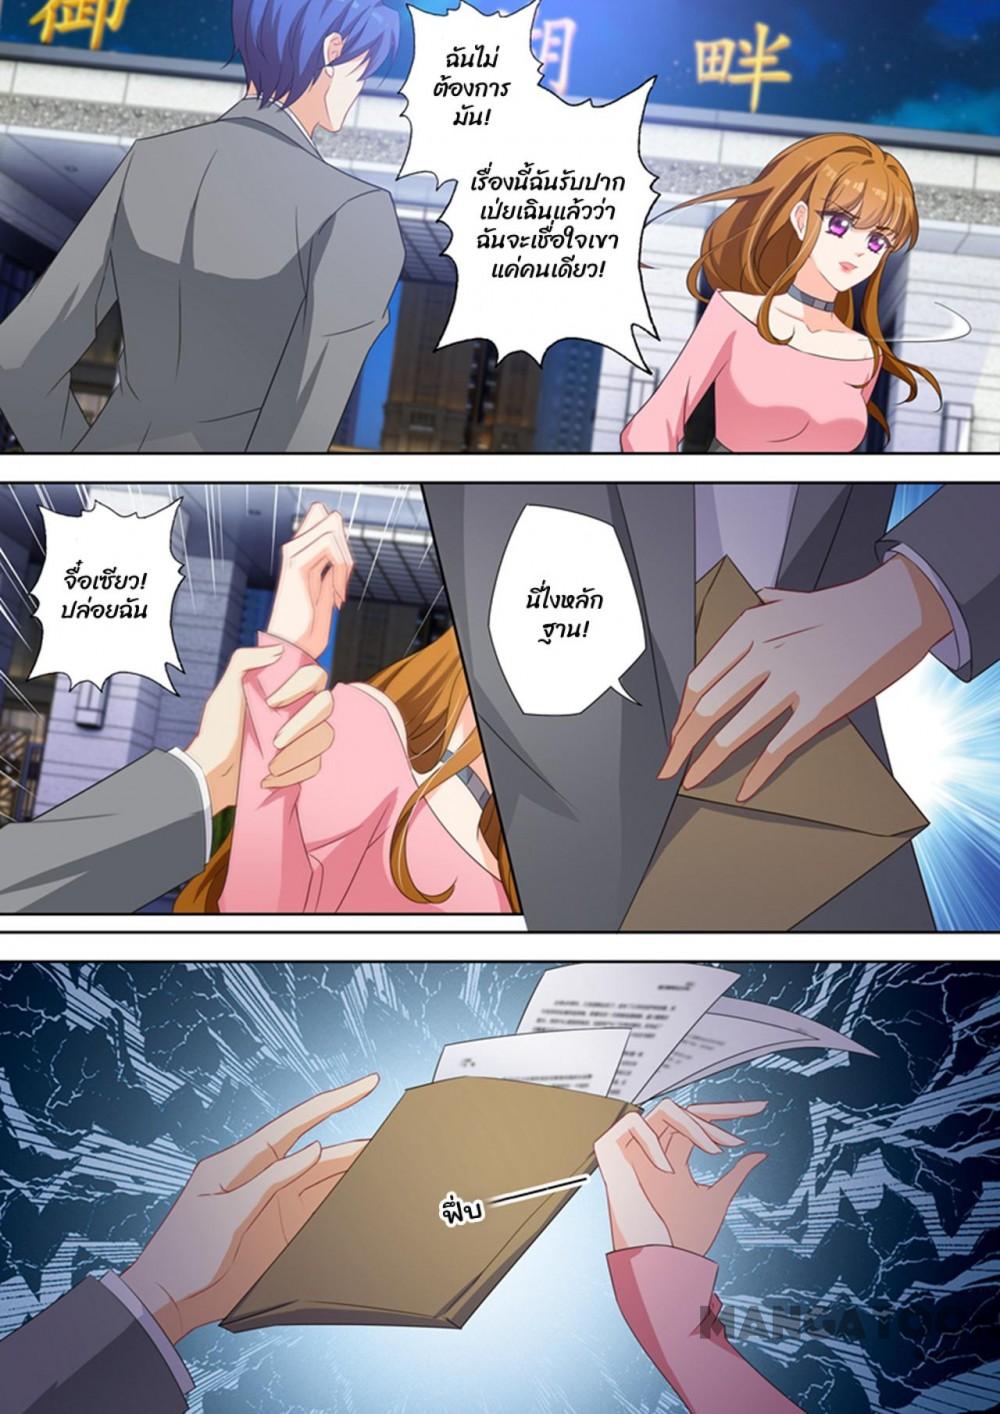 御
畔
ฉันไม่
ต้องการ
มัน!
เรื่องนี้ฉันรับปาก
เป่ยเฉินแล้วว่า
ฉันจะเชื่อใจเขา
แค่คนเดียว!
จื๋อเซียว!
ปล่อยฉัน
นี่ไงหลัก
ฐาน!
ฟึ่บ
MANGATOON